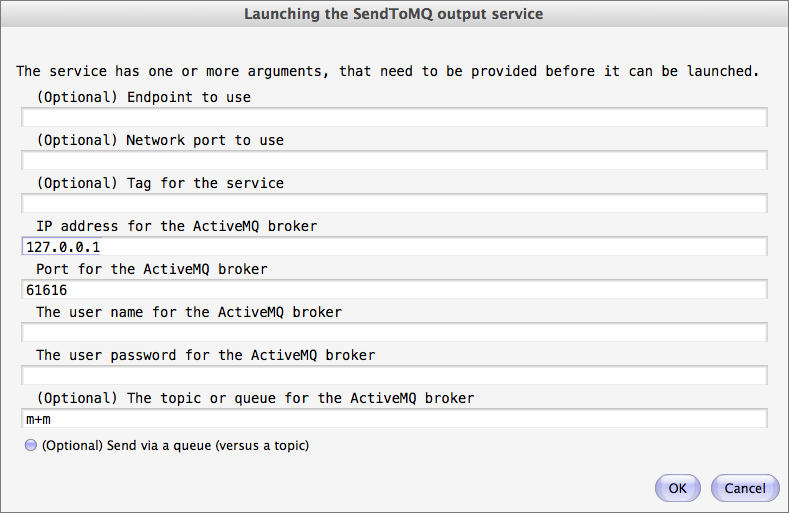 Launching the SendToMQ output service
The service has one or more arguments, that need to be provided before it can be launched.
(Optional) Endpoint to use
(Optional) Network port to use
(Optional) Tag for the service
IP address for the ActiveMQ broker
127.0.0.1
Port for the ActiveMQ broker
61616
The user name for the ActiveMQ broker
The user password for the ActiveMQ broker
(Optional) The topic or queue for the ActiveMQ broker
m+m
(Optional) Send via a queue (versus a topic)
OK Cancel